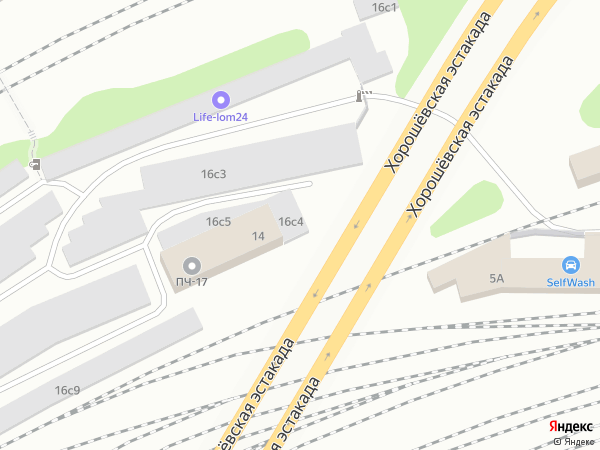 16с1
Хорошёвская эстакада
Хорошёвская эстакада
Life-lom24
16с3
16с5
16с4
14
ПЧ-17
5А
SelfWash
16с9
ёвская эстакада
ая эстакада
Яндекс
© Яндекс